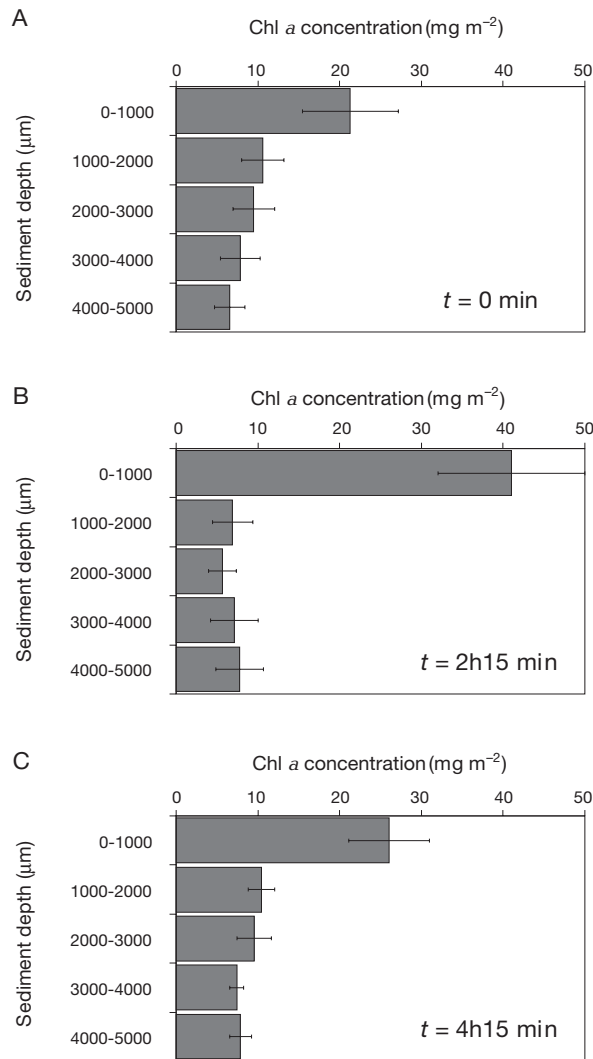 A
Chl a concentration (mg m⁻²)
0 10 20 30 40 50
Sediment depth (µm)
0-1000
1000-2000
2000-3000
3000-4000
4000-5000
t = 0 min
B
Chl a concentration (mg m⁻²)
0 10 20 30 40 50
Sediment depth (µm)
0-1000
1000-2000
2000-3000
3000-4000
4000-5000
t = 2h15 min
C
Chl a concentration (mg m⁻²)
0 10 20 30 40 50
Sediment depth (µm)
0-1000
1000-2000
2000-3000
3000-4000
4000-5000
t = 4h15 min